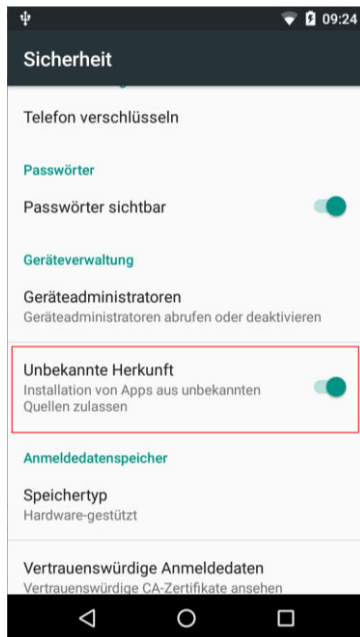 09:24
Sicherheit
Telefon verschlüsseln
Passwörter
Passwörter sichtbar
Geräteverwaltung
Geräteadministratoren
Geräteadministratoren abrufen oder deaktivieren
Unbekannte Herkunft
Installation von Apps aus unbekannten
Quellen zulassen
Anmeldedatenspeicher
Speichertyp
Hardware-gestützt
Vertrauenswürdige Anmeldedaten
Vertrauenswürdige CA-Zertifikate ansehen